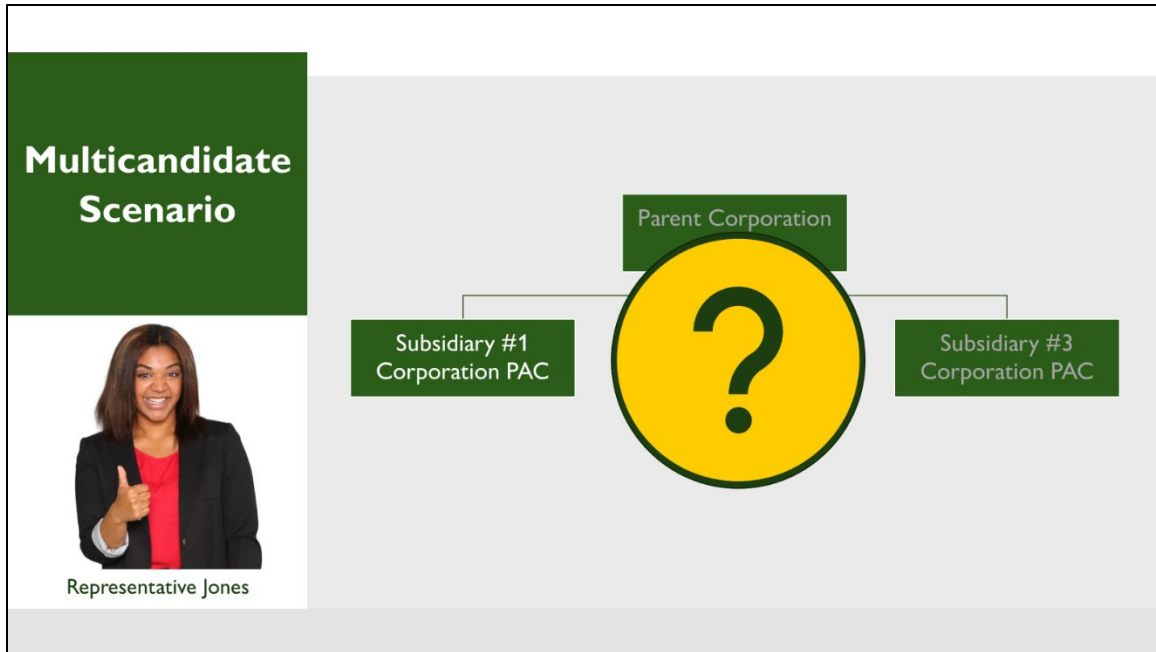 Multicandidate
Scenario
Parent Corporation
?
Subsidiary #1
Corporation PAC
Subsidiary #3
Corporation PAC
Representative Jones